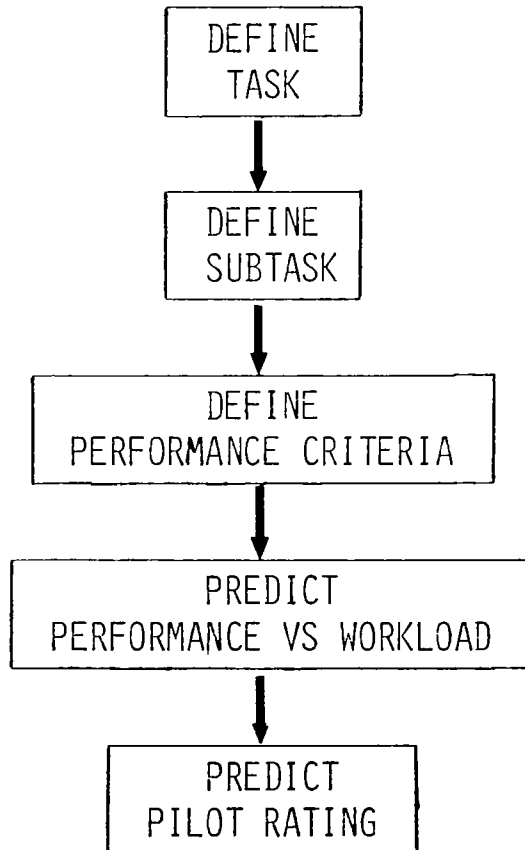 DEFINE
TASK
DEFINE
SUBTASK
DEFINE
PERFORMANCE CRITERIA
PREDICT
PERFORMANCE VS WORKLOAD
PREDICT
PILOT RATING